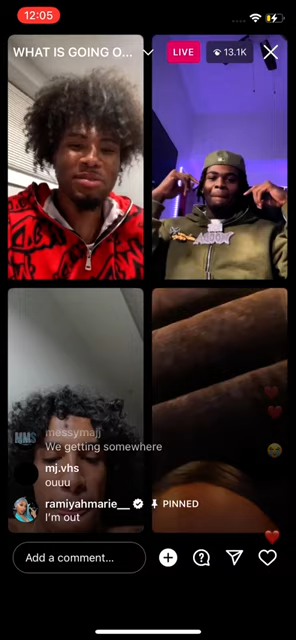 12:05
WHAT IS GOING O...
LIVE
13.1K
MMS
messymajj
We getting somewhere
mj.vhs
ouuu
ramiyahmarie__ PINNED
I'm out
Add a comment...